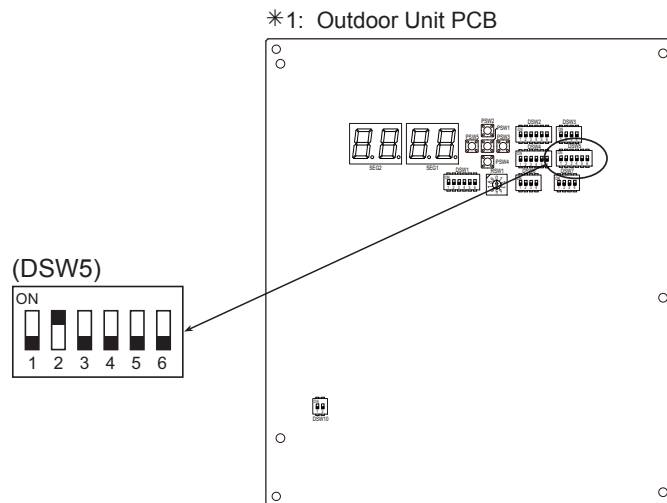 ✳1: Outdoor Unit PCB
PSW2
PSW1
PSW5
PSW3
PSW4
SEG2
SEG1
DSW2
DSW3
DSW1
RSW1
DSW7
(DSW5)
ON
1 2 3 4 5 6
DSW10